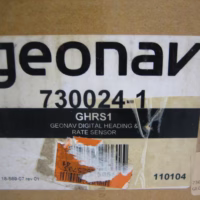 geonav
730024-1
GHRS1
GEONAV DIGITAL HEADING &
RATE SENSOR
110104